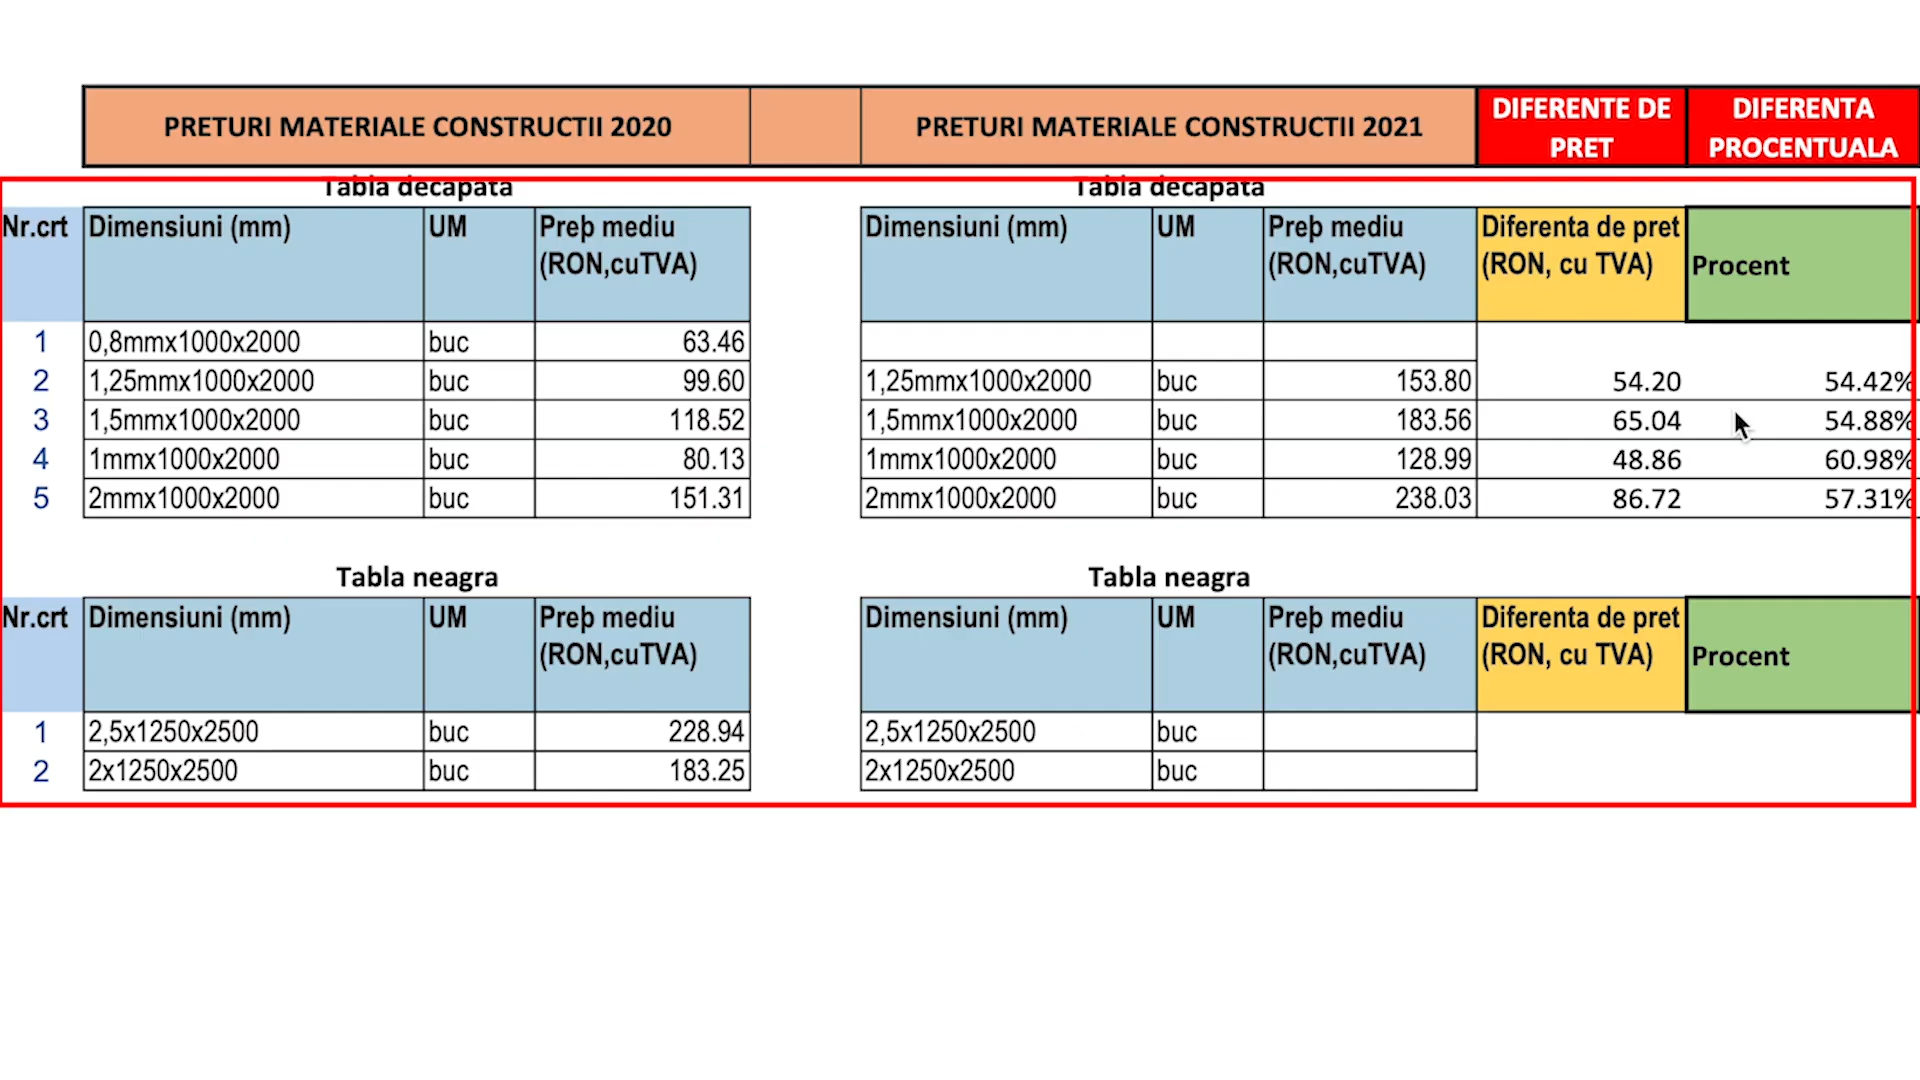 PRETURI MATERIALE CONSTRUCTII 2020 PRETURI MATERIALE CONSTRUCTII 2021 DIFERENTE DE PRET DIFERENTA PROCENTUALA
Tabla decapata Tabla decapata
Nr.crt Dimensiuni (mm) UM Preþ mediu (RON,cuTVA) Dimensiuni (mm) UM Preþ mediu (RON,cuTVA) Diferenta de pret (RON, cu TVA) Procent
1 0,8mmx1000x2000 buc 63.46
2 1,25mmx1000x2000 buc 99.60 1,25mmx1000x2000 buc 153.80 54.20 54.42%
3 1,5mmx1000x2000 buc 118.52 1,5mmx1000x2000 buc 183.56 65.04 54.88%
4 1mmx1000x2000 buc 80.13 1mmx1000x2000 buc 128.99 48.86 60.98%
5 2mmx1000x2000 buc 151.31 2mmx1000x2000 buc 238.03 86.72 57.31%
Tabla neagra Tabla neagra
Nr.crt Dimensiuni (mm) UM Preþ mediu (RON,cuTVA) Dimensiuni (mm) UM Preþ mediu (RON,cuTVA) Diferenta de pret (RON, cu TVA) Procent
1 2,5x1250x2500 buc 228.94 2,5x1250x2500 buc
2 2x1250x2500 buc 183.25 2x1250x2500 buc